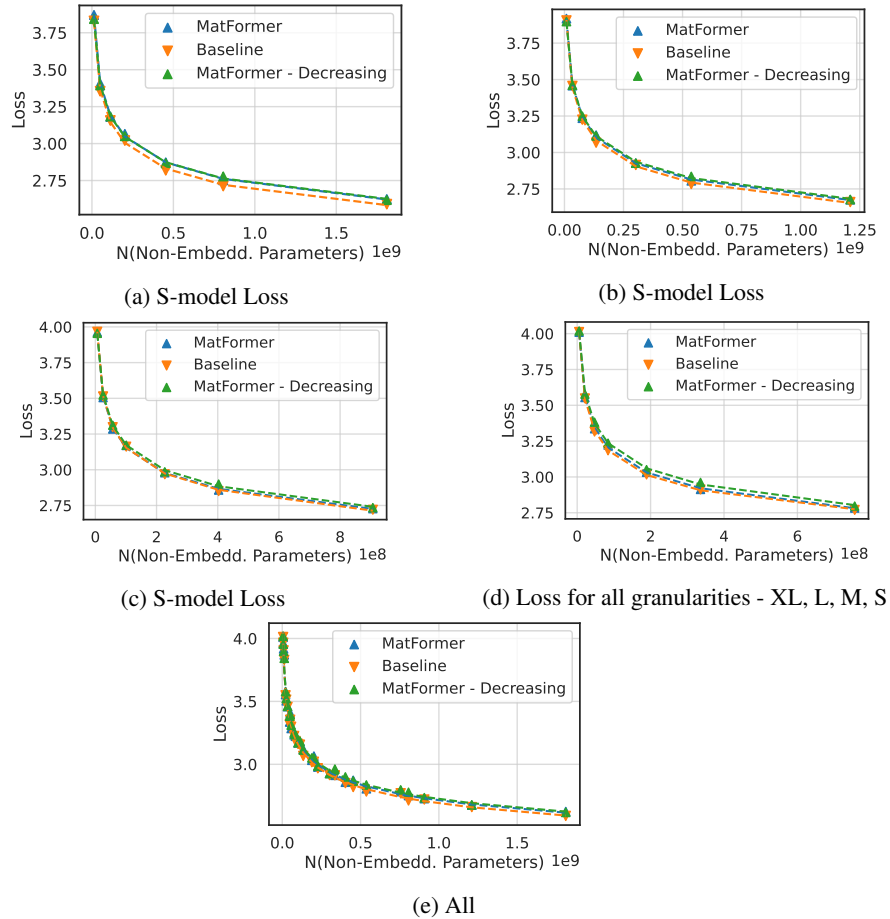 3.75
3.50
3.25
3.00
2.75
Loss
MatFormer
Baseline
MatFormer - Decreasing
0.0 0.5 1.0 1.5
N(Non-Embedd. Parameters) 1e9
(a) S-model Loss
3.75
3.50
3.25
3.00
2.75
Loss
MatFormer
Baseline
MatFormer - Decreasing
0.00 0.25 0.50 0.75 1.00 1.25
N(Non-Embedd. Parameters) 1e9
(b) S-model Loss
4.00
3.75
3.50
3.25
3.00
2.75
Loss
MatFormer
Baseline
MatFormer - Decreasing
0 2 4 6 8
N(Non-Embedd. Parameters) 1e8
(c) S-model Loss
4.00
3.75
3.50
3.25
3.00
2.75
Loss
MatFormer
Baseline
MatFormer - Decreasing
0 2 4 6
N(Non-Embedd. Parameters) 1e8
(d) Loss for all granularities - XL, L, M, S
4.0
3.5
3.0
Loss
MatFormer
Baseline
MatFormer - Decreasing
0.0 0.5 1.0 1.5
N(Non-Embedd. Parameters) 1e9
(e) All